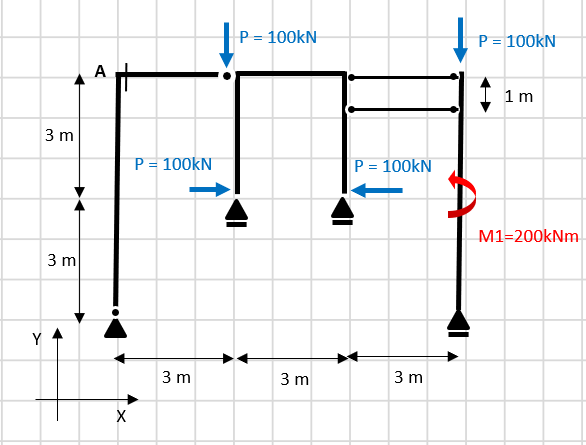 P = 100kN
P = 100kN
A
1 m
3 m
P = 100kN
P = 100kN
M1=200kNm
3 m
Y
3 m
3 m
3 m
X